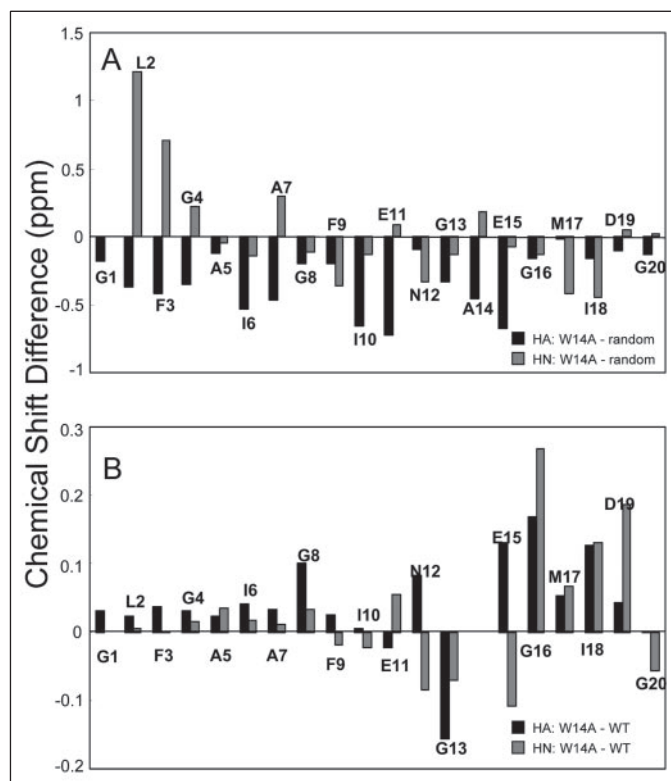 Chemical Shift Difference (ppm)
A
1.5
1
0.5
0
-0.5
-1
G1
L2
F3
G4
A5
I6
A7
G8
F9
I10
E11
N12
G13
A14
E15
G16
M17
I18
D19
G20
HA: W14A - random
HN: W14A - random
B
0.3
0.2
0.1
0
-0.1
-0.2
G1
L2
F3
G4
A5
I6
A7
G8
F9
I10
E11
N12
G13
E15
G16
M17
I18
D19
G20
HA: W14A - WT
HN: W14A - WT